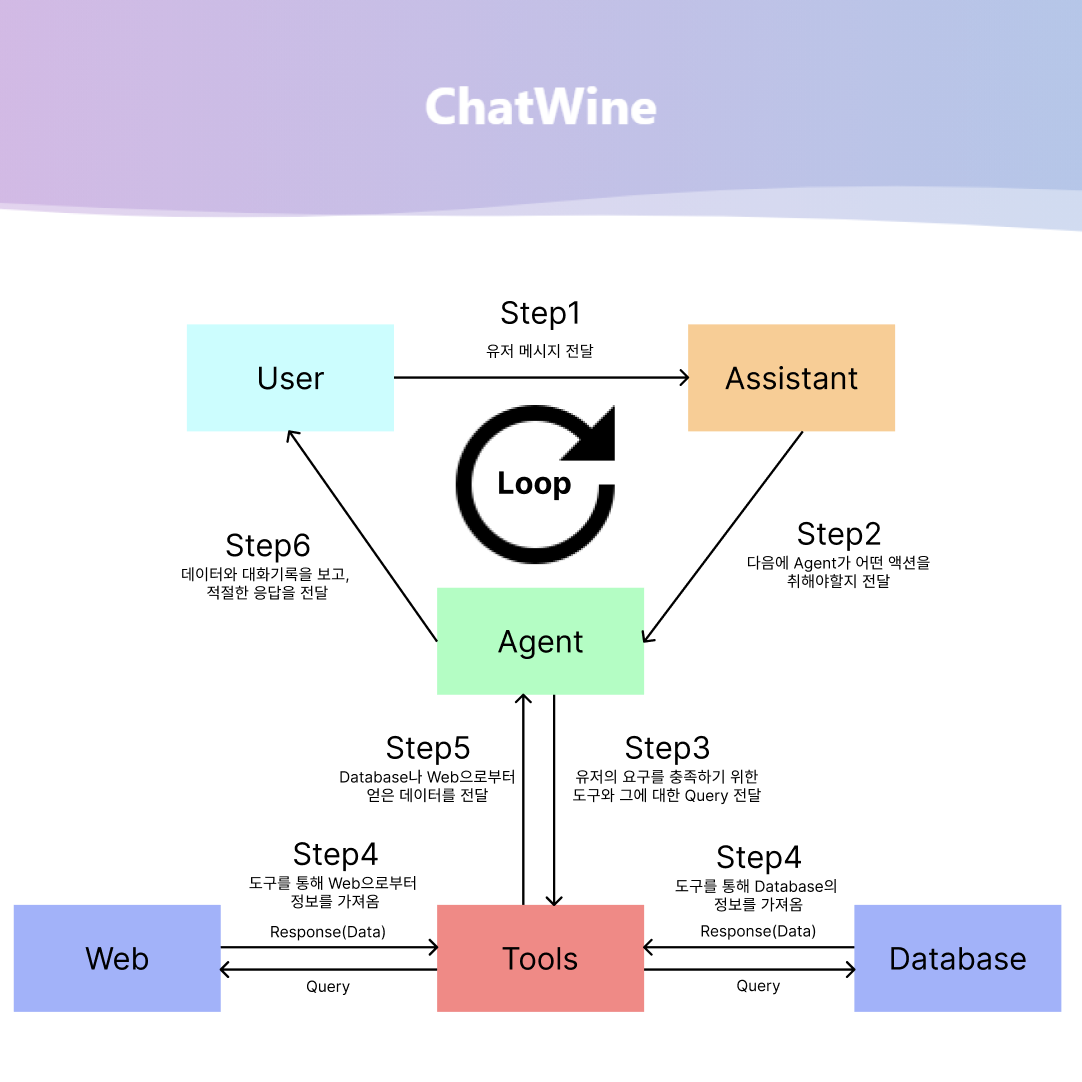 ChatWine
Step1
유저 메시지 전달
User
Assistant
Loop
Step2
다음에 Agent가 어떤 액션을
취해야할지 전달
Step6
데이터와 대화기록을 보고,
적절한 응답을 전달
Agent
Step5
Database나 Web으로부터
얻은 데이터를 전달
Step3
유저의 요구를 충족하기 위한
도구와 그에 대한 Query 전달
Step4
도구를 통해 Web으로부터
정보를 가져옴
Response(Data)
Step4
도구를 통해 Database의
정보를 가져옴
Response(Data)
Web
Tools
Database
Query
Query